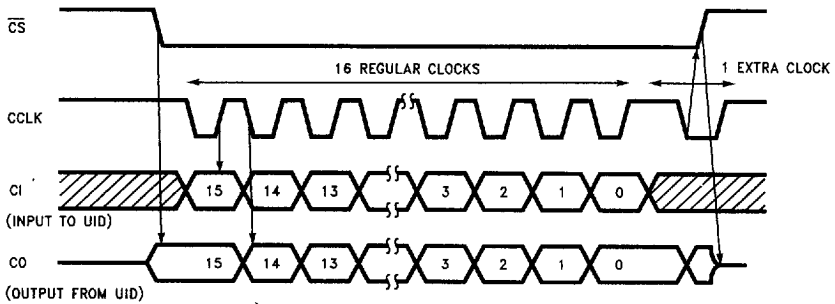 CS
16 REGULAR CLOCKS
1 EXTRA CLOCK
CCLK
CI
15 14 13 3 2 1 0
(INPUT TO UID)
CO
15 14 13 3 2 1 0
(OUTPUT FROM UID)